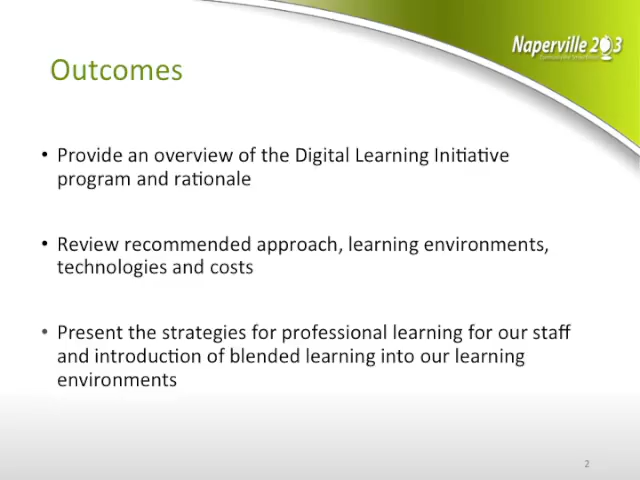 Naperville 203
Outcomes
• Provide an overview of the Digital Learning Initiative
program and rationale
• Review recommended approach, learning environments,
technologies and costs
• Present the strategies for professional learning for our staff
and introduction of blended learning into our learning
environments
2